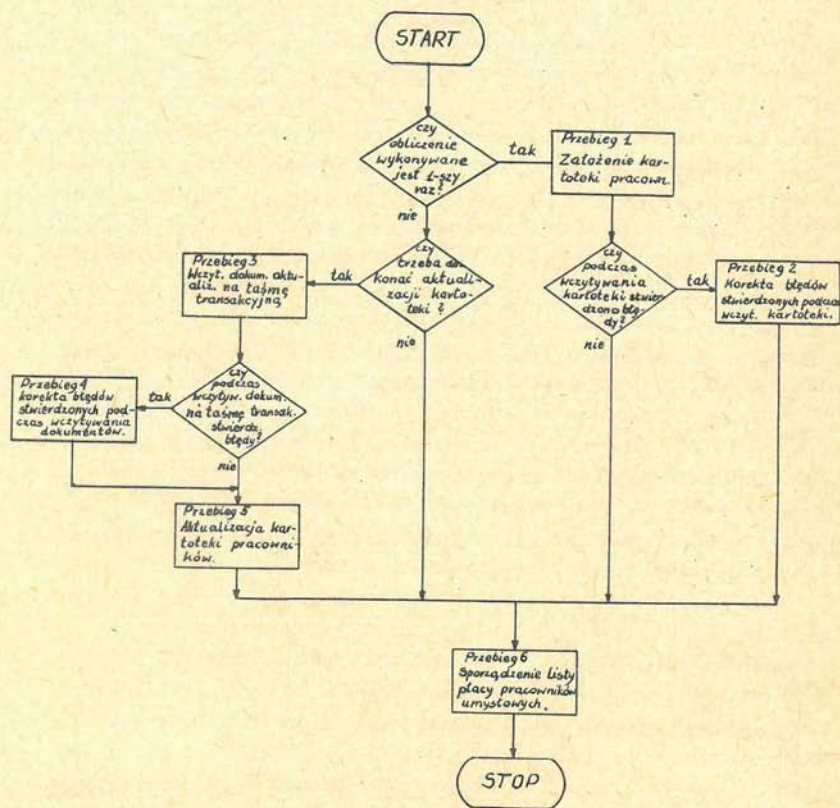 START
czy
obliczenie
wykonywane
jest 1-szy
raz?
tak
nie
Przebieg 1
Założenie kar-
toteki pracown.
czy
trzeba do
konać aktuali-
zacji karto-
teki ?
tak
nie
Przebieg 3
Wczyt. dokum. aktu-
aliz. na taśmę
transakcyjną
czy
podczas
wczytywania
kartoteki stwier-
dzono błę-
dy?
tak
nie
Przebieg 2
Korekta błędów
stwierdzonych podczas
wczyt. kartoteki.
czy
podczas
wczytyw. dokum.
na taśmę transak.
stwierdz.
błędy?
tak
nie
Przebieg 4
korekta błędów
stwierdzonych pod-
czas wczytywania
dokumentów.
Przebieg 5
Aktualizacja kar-
toteki pracowni-
ków.
Przebieg 6
Sporządzenie listy
płacy pracowników
umysłowych.
STOP